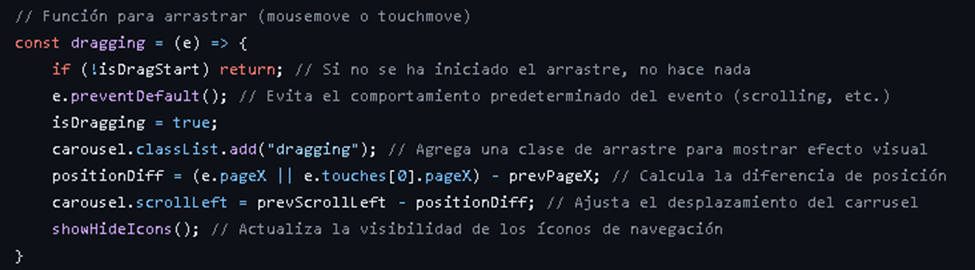 // Función para arrastrar (mousemove o touchmove)
const dragging = (e) => {
    if (!isDragStart) return; // Si no se ha iniciado el arrastre, no hace nada
    e.preventDefault(); // Evita el comportamiento predeterminado del evento (scrolling, etc.)
    isDragging = true;
    carousel.classList.add("dragging"); // Agrega una clase de arrastre para mostrar efecto visual
    positionDiff = (e.pageX || e.touches[0].pageX) - prevPageX; // Calcula la diferencia de posición
    carousel.scrollLeft = prevScrollLeft - positionDiff; // Ajusta el desplazamiento del carrusel
    showHideIcons(); // Actualiza la visibilidad de los íconos de navegación
}